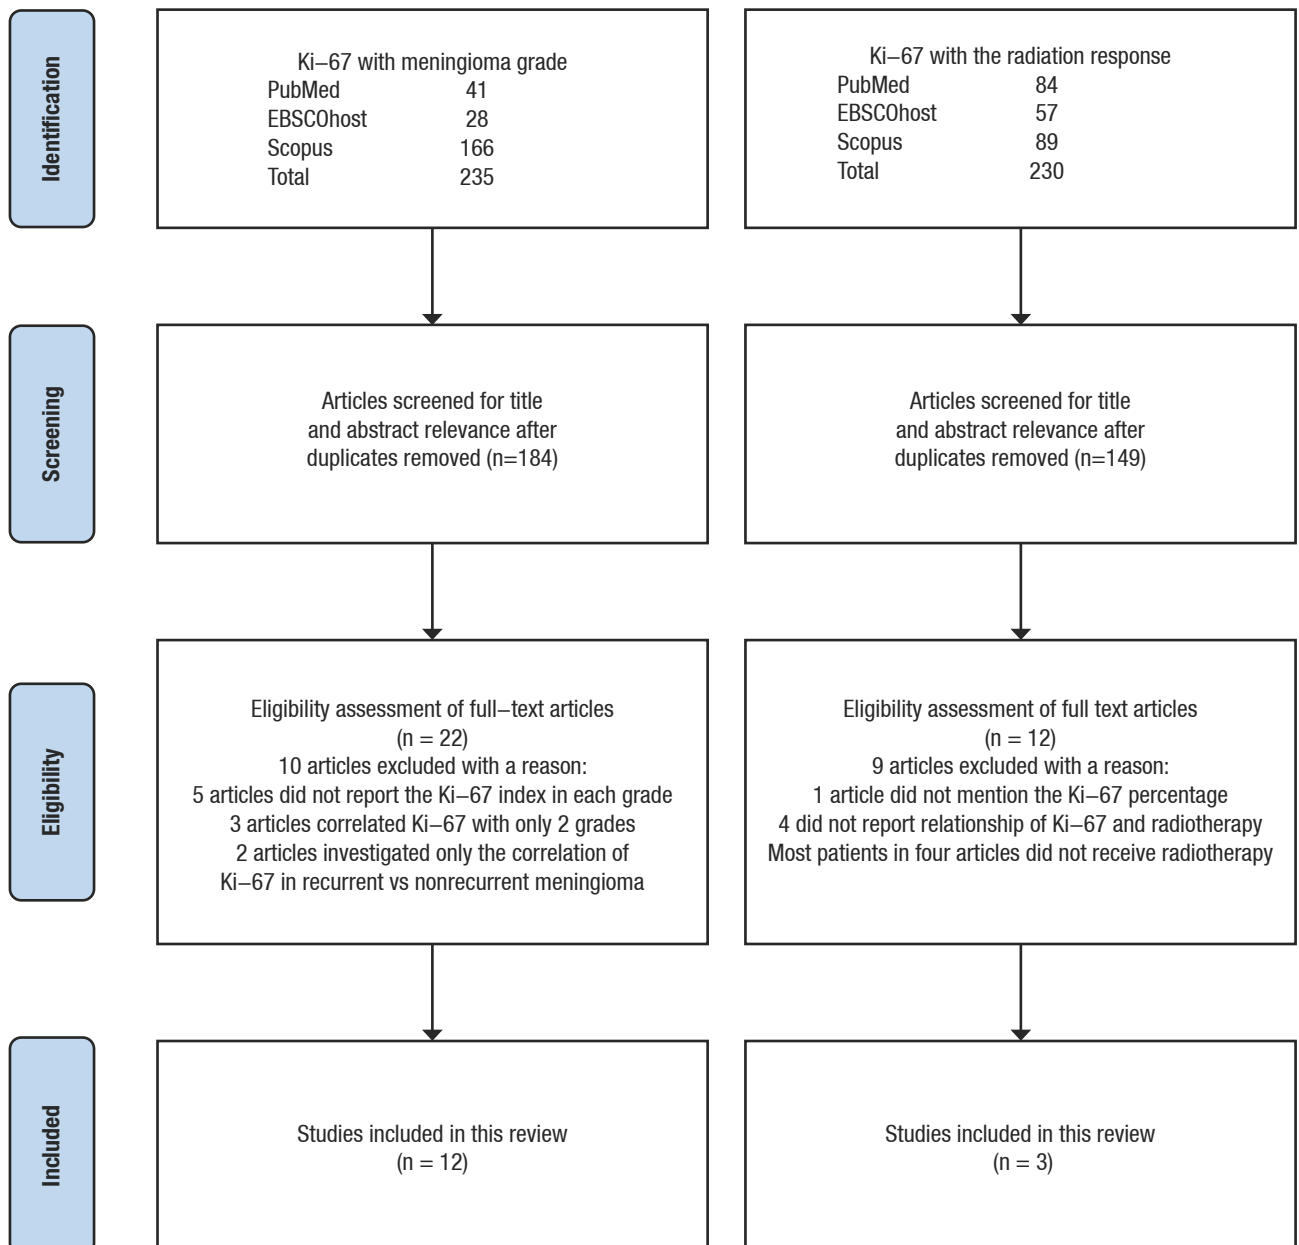 Identification
Ki–67 with meningioma grade
PubMed 41
EBSCOhost 28
Scopus 166
Total 235
Ki–67 with the radiation response
PubMed 84
EBSCOhost 57
Scopus 89
Total 230
Screening
Articles screened for title
and abstract relevance after
duplicates removed (n=184)
Articles screened for title
and abstract relevance after
duplicates removed (n=149)
Eligibility
Eligibility assessment of full–text articles
(n = 22)
10 articles excluded with a reason:
5 articles did not report the Ki–67 index in each grade
3 articles correlated Ki–67 with only 2 grades
2 articles investigated only the correlation of
Ki–67 in recurrent vs nonrecurrent meningioma
Eligibility assessment of full text articles
(n = 12)
9 articles excluded with a reason:
1 article did not mention the Ki–67 percentage
4 did not report relationship of Ki–67 and radiotherapy
Most patients in four articles did not receive radiotherapy
Included
Studies included in this review
(n = 12)
Studies included in this review
(n = 3)